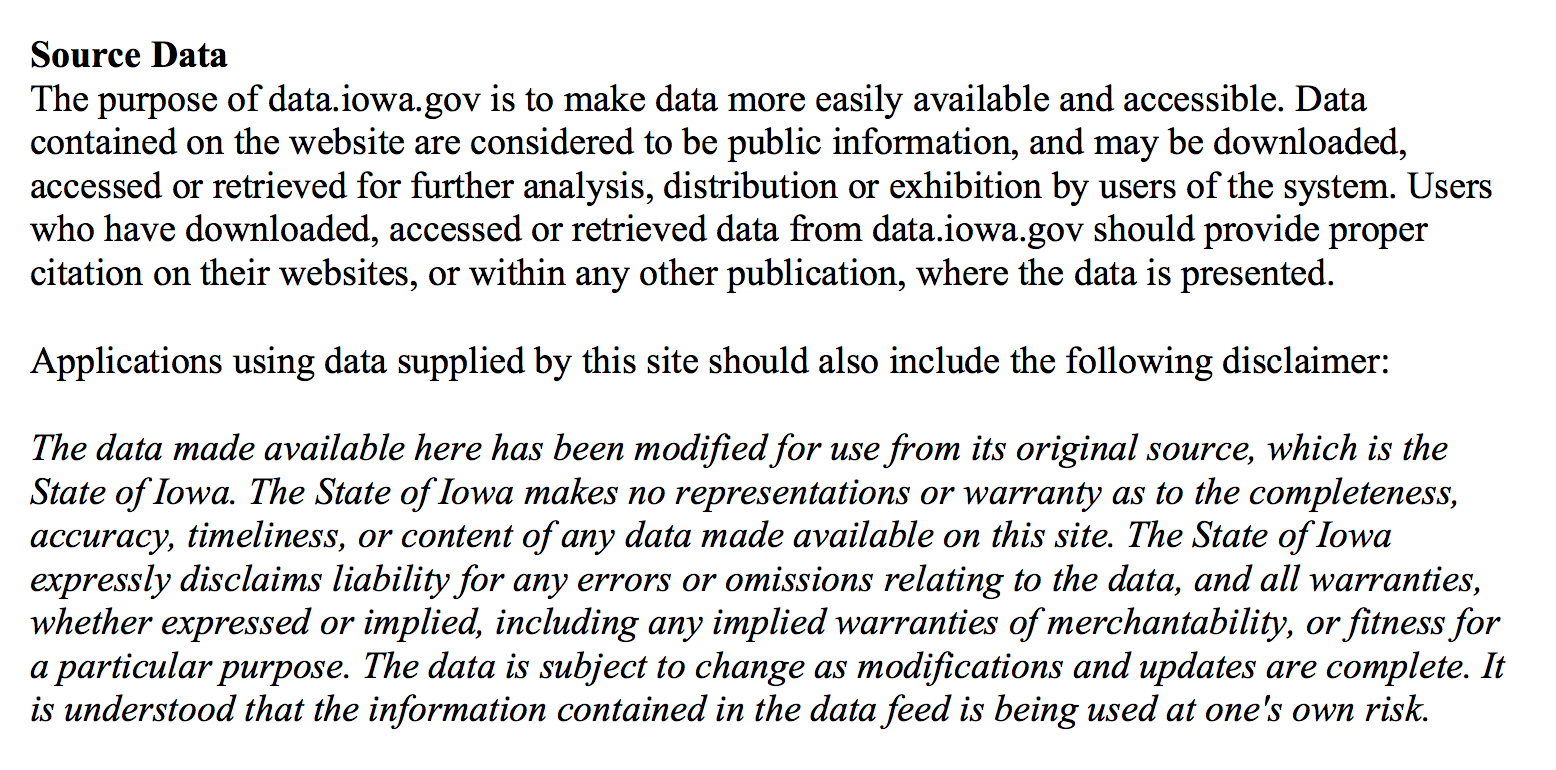 Source Data
The purpose of data.iowa.gov is to make data more easily available and accessible. Data
contained on the website are considered to be public information, and may be downloaded,
accessed or retrieved for further analysis, distribution or exhibition by users of the system. Users
who have downloaded, accessed or retrieved data from data.iowa.gov should provide proper
citation on their websites, or within any other publication, where the data is presented.
Applications using data supplied by this site should also include the following disclaimer:
The data made available here has been modified for use from its original source, which is the
State of Iowa. The State of Iowa makes no representations or warranty as to the completeness,
accuracy, timeliness, or content of any data made available on this site. The State of Iowa
expressly disclaims liability for any errors or omissions relating to the data, and all warranties,
whether expressed or implied, including any implied warranties of merchantability, or fitness for
a particular purpose. The data is subject to change as modifications and updates are complete. It
is understood that the information contained in the data feed is being used at one's own risk.